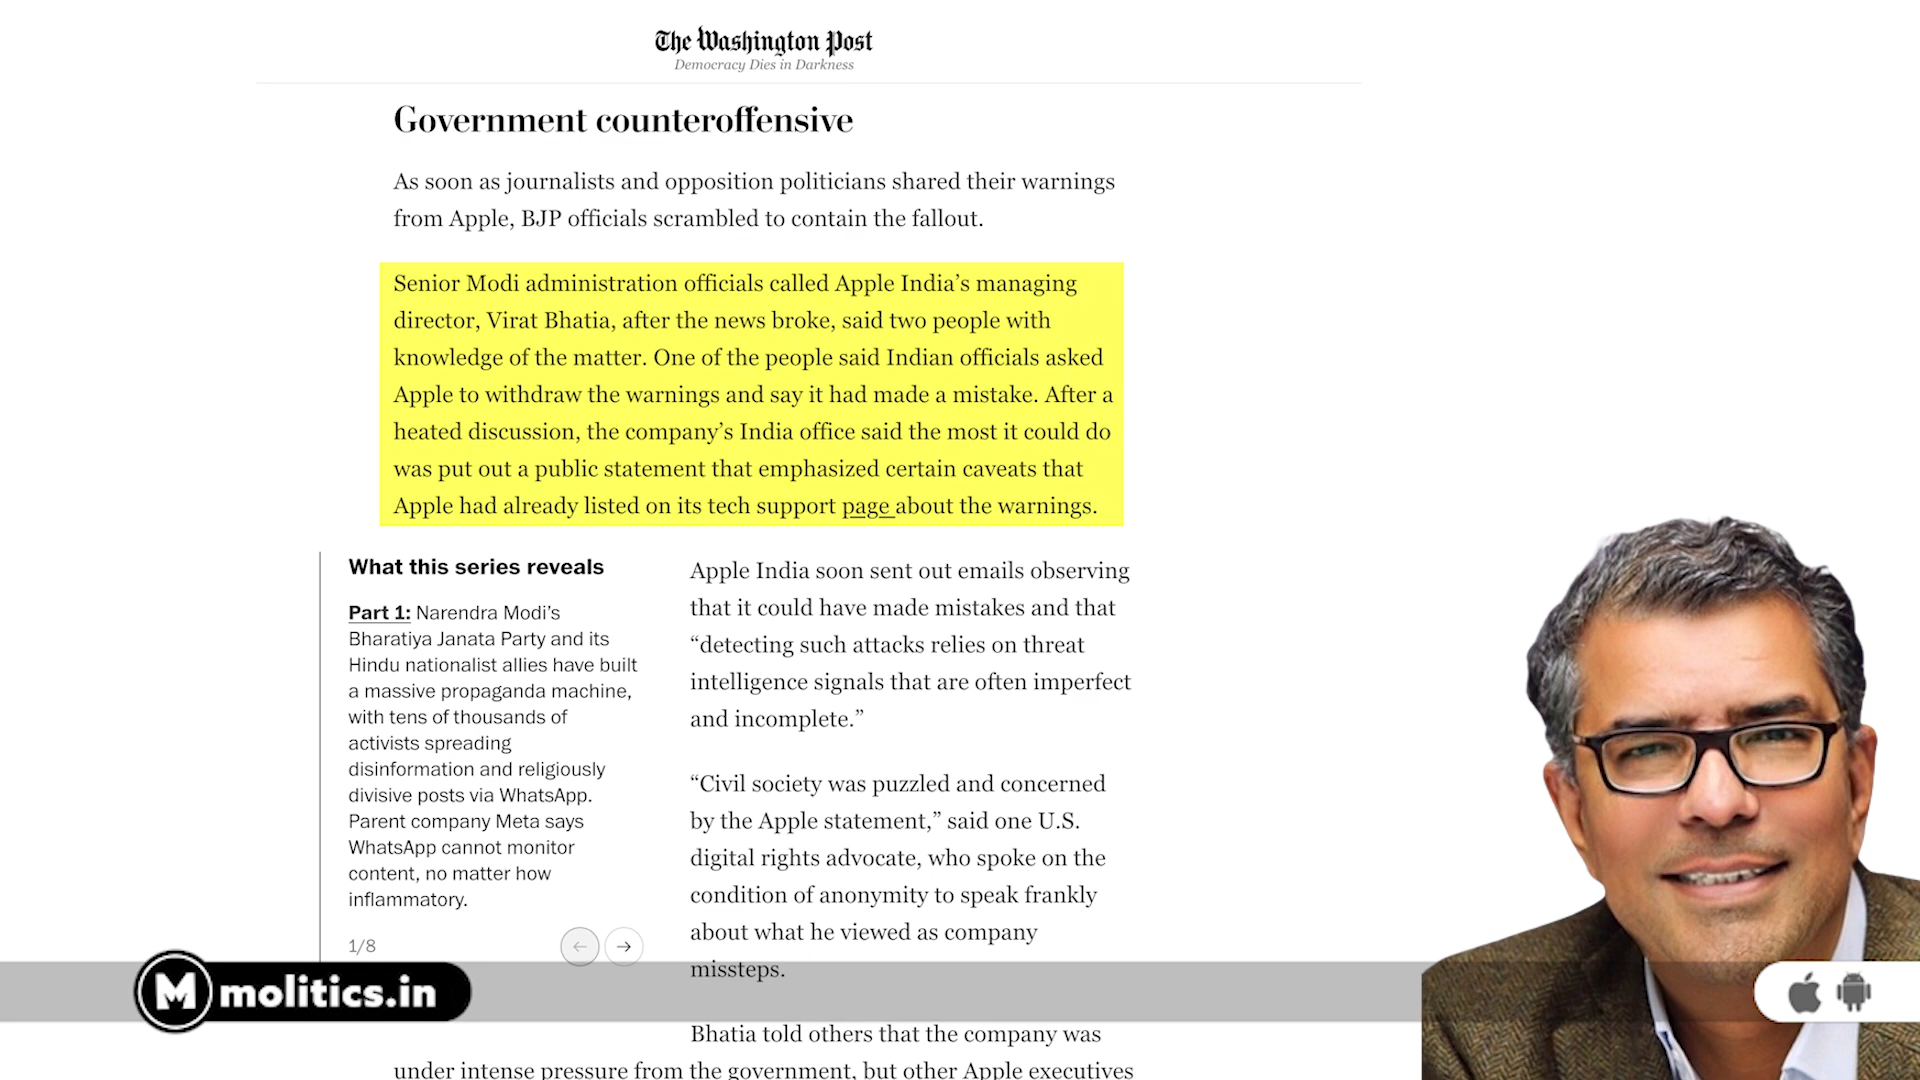 The Washington Post
Democracy Dies in Darkness
Government counteroffensive
As soon as journalists and opposition politicians shared their warnings
from Apple, BJP officials scrambled to contain the fallout.
Senior Modi administration officials called Apple India’s managing
director, Virat Bhatia, after the news broke, said two people with
knowledge of the matter. One of the people said Indian officials asked
Apple to withdraw the warnings and say it had made a mistake. After a
heated discussion, the company’s India office said the most it could do
was put out a public statement that emphasized certain caveats that
Apple had already listed on its tech support page about the warnings.
What this series reveals
Part 1: Narendra Modi’s
Bharatiya Janata Party and its
Hindu nationalist allies have built
a massive propaganda machine,
with tens of thousands of
activists spreading
disinformation and religiously
divisive posts via WhatsApp.
Parent company Meta says
WhatsApp cannot monitor
content, no matter how
inflammatory.
1/8
Apple India soon sent out emails observing
that it could have made mistakes and that
“detecting such attacks relies on threat
intelligence signals that are often imperfect
and incomplete.”
“Civil society was puzzled and concerned
by the Apple statement,” said one U.S.
digital rights advocate, who spoke on the
condition of anonymity to speak frankly
about what he viewed as company
missteps.
Bhatia told others that the company was
under intense pressure from the government, but other Apple executives
M molitics.in